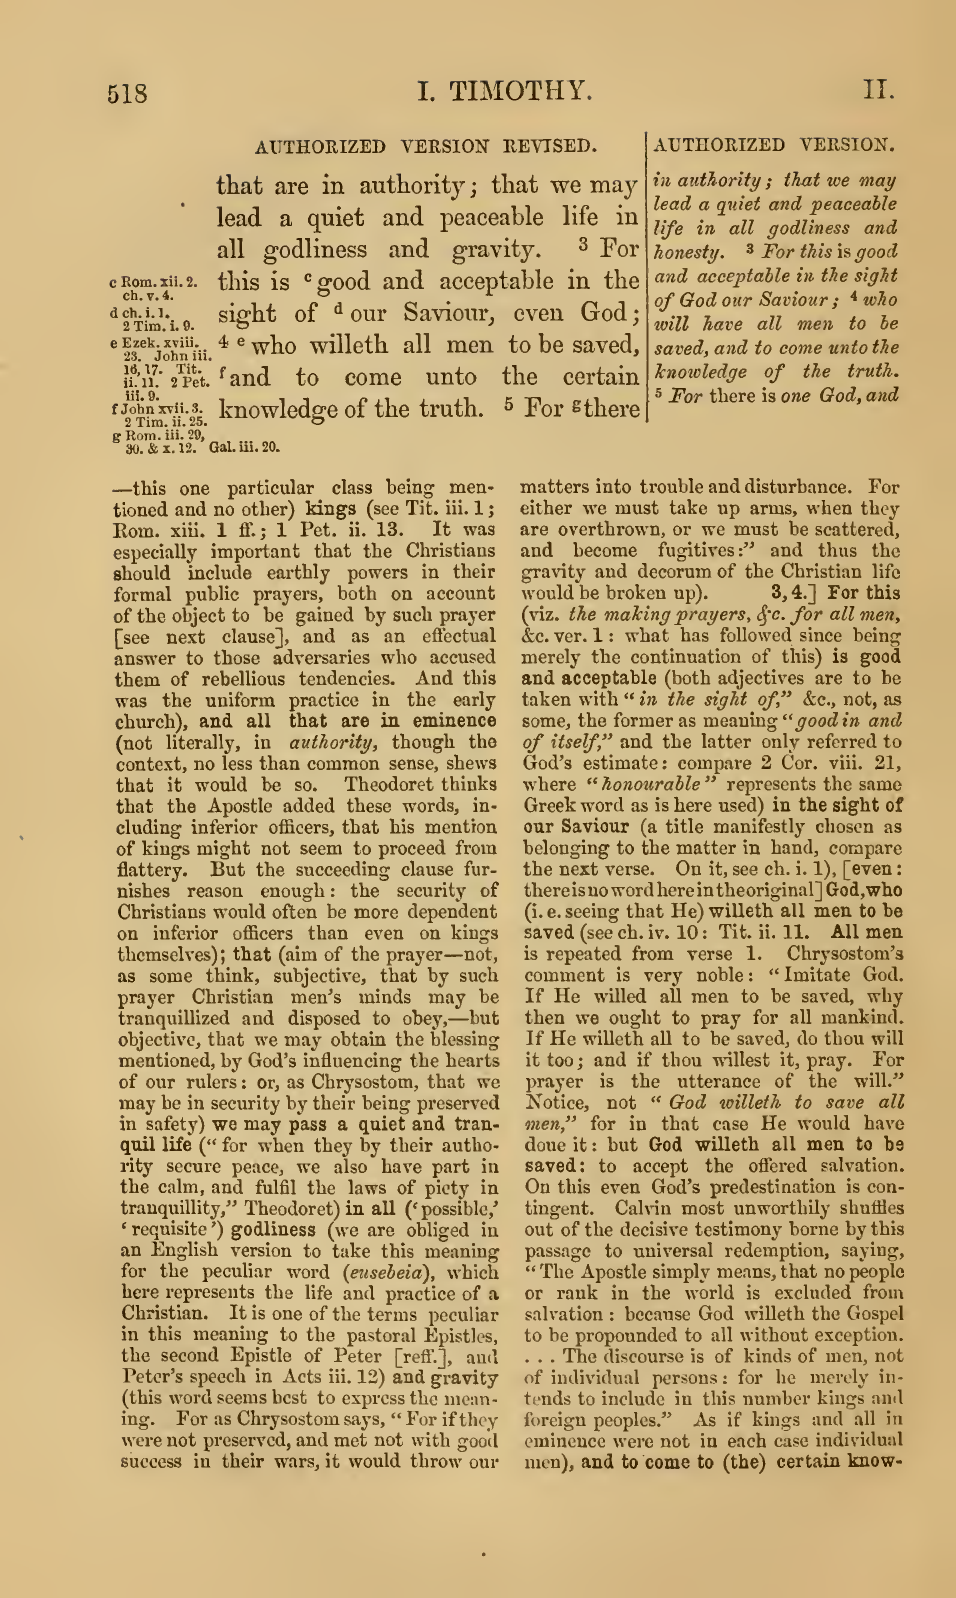 518
I. TIMOTHY.
II.
AUTHORIZED VERSION REVISED.
that are in authority; that we may
lead a quiet and peaceable life in
all godliness and gravity. 3 For
this is c good and acceptable in the
sight of d our Saviour, even God;
4 e who willeth all men to be saved,
f and to come unto the certain
knowledge of the truth. 5 For g there
c Rom. xii. 2.
ch. v. 4.
d ch. i. 1.
2 Tim. i. 9.
e Ezek. xviii.
23. John iii.
16, 17. Tit.
ii. 11. 2 Pet.
iii. 9.
f John xvii. 3.
2 Tim. ii. 25.
g Rom. iii. 29,
30. & x. 12. Gal. iii. 20.
AUTHORIZED VERSION.
in authority; that we may
lead a quiet and peaceable
life in all godliness and
honesty. 3 For this is good
and acceptable in the sight
of God our Saviour; 4 who
will have all men to be
saved, and to come unto the
knowledge of the truth.
5 For there is one God, and
—this one particular class being men-
tioned and no other) kings (see Tit. iii. 1;
Rom. xiii. 1 ff.; 1 Pet. ii. 13. It was
especially important that the Christians
should include earthly powers in their
formal public prayers, both on account
of the object to be gained by such prayer
[see next clause], and as an effectual
answer to those adversaries who accused
them of rebellious tendencies. And this
was the uniform practice in the early
church), and all that are in eminence
(not literally, in authority, though the
context, no less than common sense, shews
that it would be so. Theodoret thinks
that the Apostle added these words, in-
cluding inferior officers, that his mention
of kings might not seem to proceed from
flattery. But the succeeding clause fur-
nishes reason enough: the security of
Christians would often be more dependent
on inferior officers than even on kings
themselves); that (aim of the prayer—not,
as some think, subjective, that by such
prayer Christian men's minds may be
tranquillized and disposed to obey,—but
objective, that we may obtain the blessing
mentioned, by God's influencing the hearts
of our rulers: or, as Chrysostom, that we
may be in security by their being preserved
in safety) we may pass a quiet and tran-
quil life (“ for when they by their autho-
rity secure peace, we also have part in
the calm, and fulfil the laws of piety in
tranquillity,” Theodoret) in all (‘possible,’
‘requisite’) godliness (we are obliged in
an English version to take this meaning
for the peculiar word (eusebeia), which
here represents the life and practice of a
Christian. It is one of the terms peculiar
in this meaning to the pastoral Epistles,
the second Epistle of Peter [reff.], and
Peter's speech in Acts iii. 12) and gravity
(this word seems best to express the mean-
ing. For as Chrysostom says, “ For if they
were not preserved, and met not with good
success in their wars, it would throw our
matters into trouble and disturbance. For
either we must take up arms, when they
are overthrown, or we must be scattered,
and become fugitives:” and thus the
gravity and decorum of the Christian life
would be broken up). 3, 4.] For this
(viz. the making prayers, &c. for all men,
&c. ver. 1: what has followed since being
merely the continuation of this) is good
and acceptable (both adjectives are to be
taken with “in the sight of,” &c., not, as
some, the former as meaning “good in and
of itself,” and the latter only referred to
God's estimate: compare 2 Cor. viii. 21,
where “honourable” represents the same
Greek word as is here used) in the sight of
our Saviour (a title manifestly chosen as
belonging to the matter in hand, compare
the next verse. On it, see ch. i. 1), [even:
there is no word here in the original] God, who
(i. e. seeing that He) willeth all men to be
saved (see ch. iv. 10: Tit. ii. 11. All men
is repeated from verse 1. Chrysostom's
comment is very noble: “ Imitate God.
If He willed all men to be saved, why
then we ought to pray for all mankind.
If He willeth all to be saved, do thou will
it too; and if thou willest it, pray. For
prayer is the utterance of the will.”
Notice, not “ God willeth to save all
men,” for in that case He would have
done it: but God willeth all men to be
saved: to accept the offered salvation.
On this even God's predestination is con-
tingent. Calvin most unworthily shuffles
out of the decisive testimony borne by this
passage to universal redemption, saying,
“The Apostle simply means, that no people
or rank in the world is excluded from
salvation : because God willeth the Gospel
to be propounded to all without exception.
. . . The discourse is of kinds of men, not
of individual persons: for he merely in-
tends to include in this number kings and
foreign peoples.” As if kings and all in
eminence were not in each case individual
men), and to come to (the) certain know-